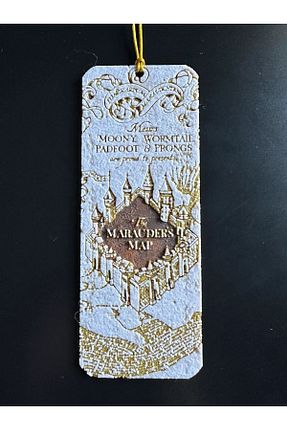 Messrs
MOONY, WORMTAIL
PADFOOT & PRONGS
are proud to present
The
MARAUDER'S
MAP